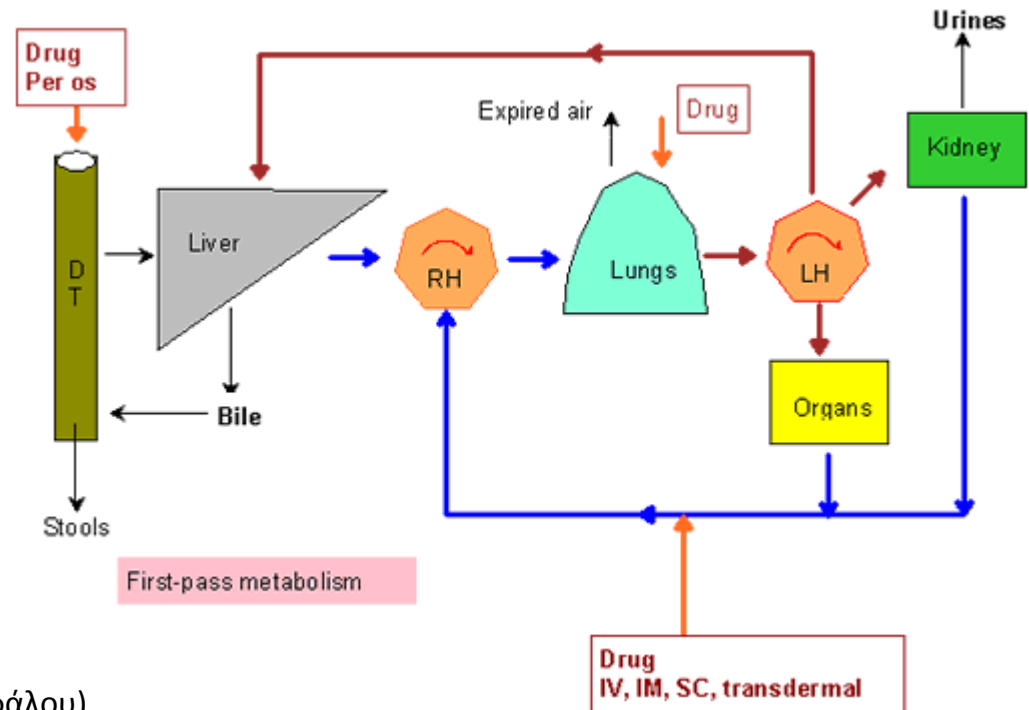 Urines
Drug
Per os
Expired air
Drug
Kidney
Liver
D
T
RH
Lungs
LH
Organs
Bile
Stools
First-pass metabolism
Drug
IV, IM, SC, transdermal